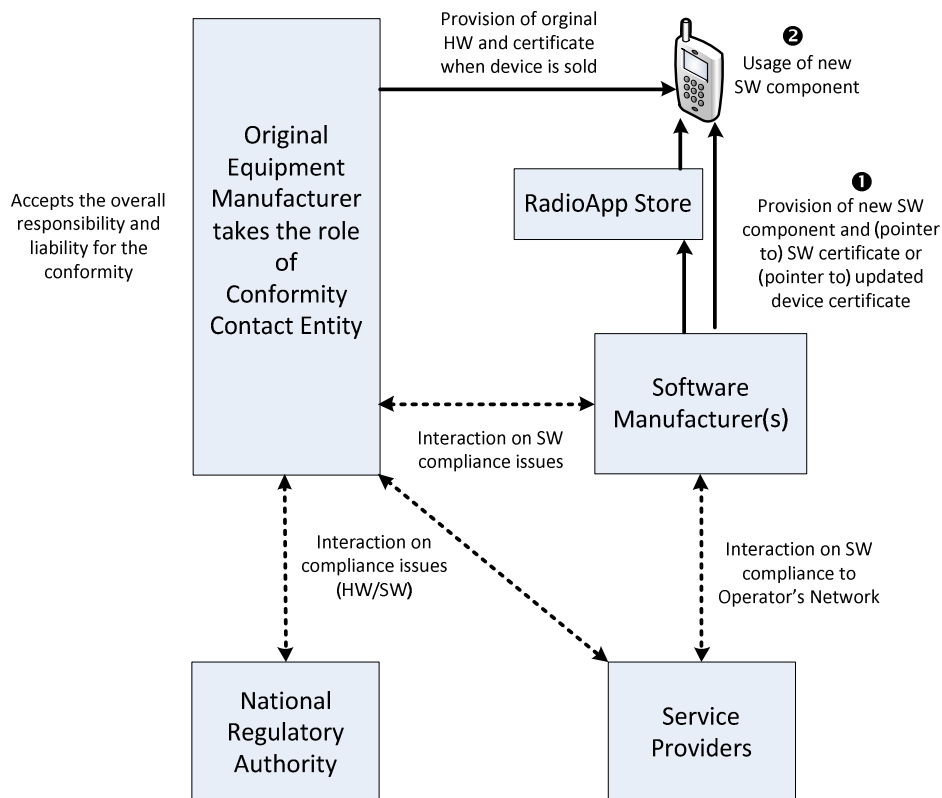 Provision of orginal
HW and certificate
when device is sold
❷
Usage of new
SW component
Original
Equipment
Manufacturer
takes the role
of
Conformity
Contact Entity
Accepts the overall
responsibility and
liability for the
conformity
RadioApp Store
❶
Provision of new SW
component and (pointer
to) SW certificate or
(pointer to) updated
device certificate
Software
Manufacturer(s)
Interaction on SW
compliance issues
Interaction on
compliance issues
(HW/SW)
Interaction on SW
compliance to
Operator’s Network
National
Regulatory
Authority
Service
Providers